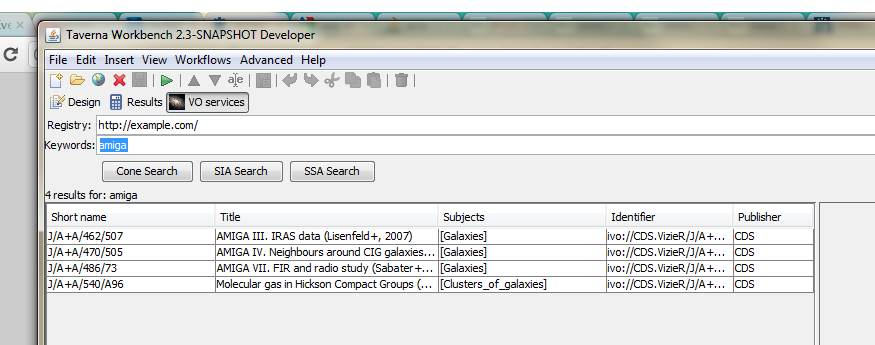 Taverna Workbench 2.3-SNAPSHOT Developer
File Edit Insert View Workflows Advanced Help
Design Results VO services
Registry: http://example.com/
Keywords: amiga
Cone Search SIA Search SSA Search
4 results for: amiga
Short name Title Subjects Identifier Publisher
J/A+A/462/507 AMIGA III. IRAS data (Lisenfeld+, 2007) [Galaxies] ivo://CDS.VizieR/J/A+... CDS
J/A+A/470/505 AMIGA IV. Neighbours around CIG galaxies... [Galaxies] ivo://CDS.VizieR/J/A+... CDS
J/A+A/486/73 AMIGA VII. FIR and radio study (Sabater+... [Galaxies] ivo://CDS.VizieR/J/A+... CDS
J/A+A/540/A96 Molecular gas in Hickson Compact Groups (... [Clusters_of_galaxies] ivo://CDS.VizieR/J/A+... CDS